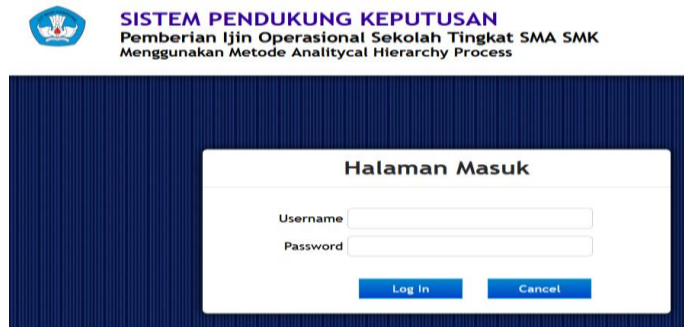 SISTEM PENDUKUNG KEPUTUSAN
Pemberian Ijin Operasional Sekolah Tingkat SMA SMK
Menggunakan Metode Analitycal Hierarchy Process
Halaman Masuk
Username
Password
Log In Cancel